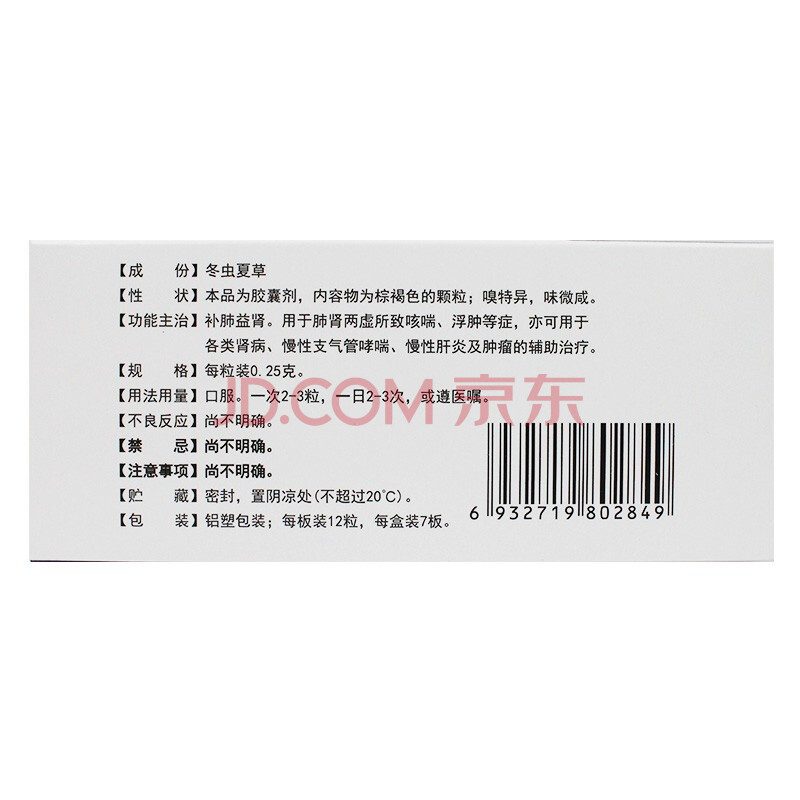 【成　份】冬虫夏草
【性　状】本品为胶囊剂，内容物为棕褐色的颗粒；嗅特异，味微咸。
【功能主治】补肺益肾。用于肺肾两虚所致咳喘、浮肿等症，亦可用于
各类肾病、慢性支气管哮喘、慢性肝炎及肿瘤的辅助治疗。
【规　格】每粒装0.25克。
JD.COM 京东
【用法用量】口服。一次2-3粒，一日2-3次，或遵医嘱。
【不良反应】尚不明确。
【禁　忌】尚不明确。
【注意事项】尚不明确。
【贮　藏】密封，置阴凉处(不超过20℃)。
【包　装】铝塑包装；每板装12粒，每盒装7板。
6 932719 802849